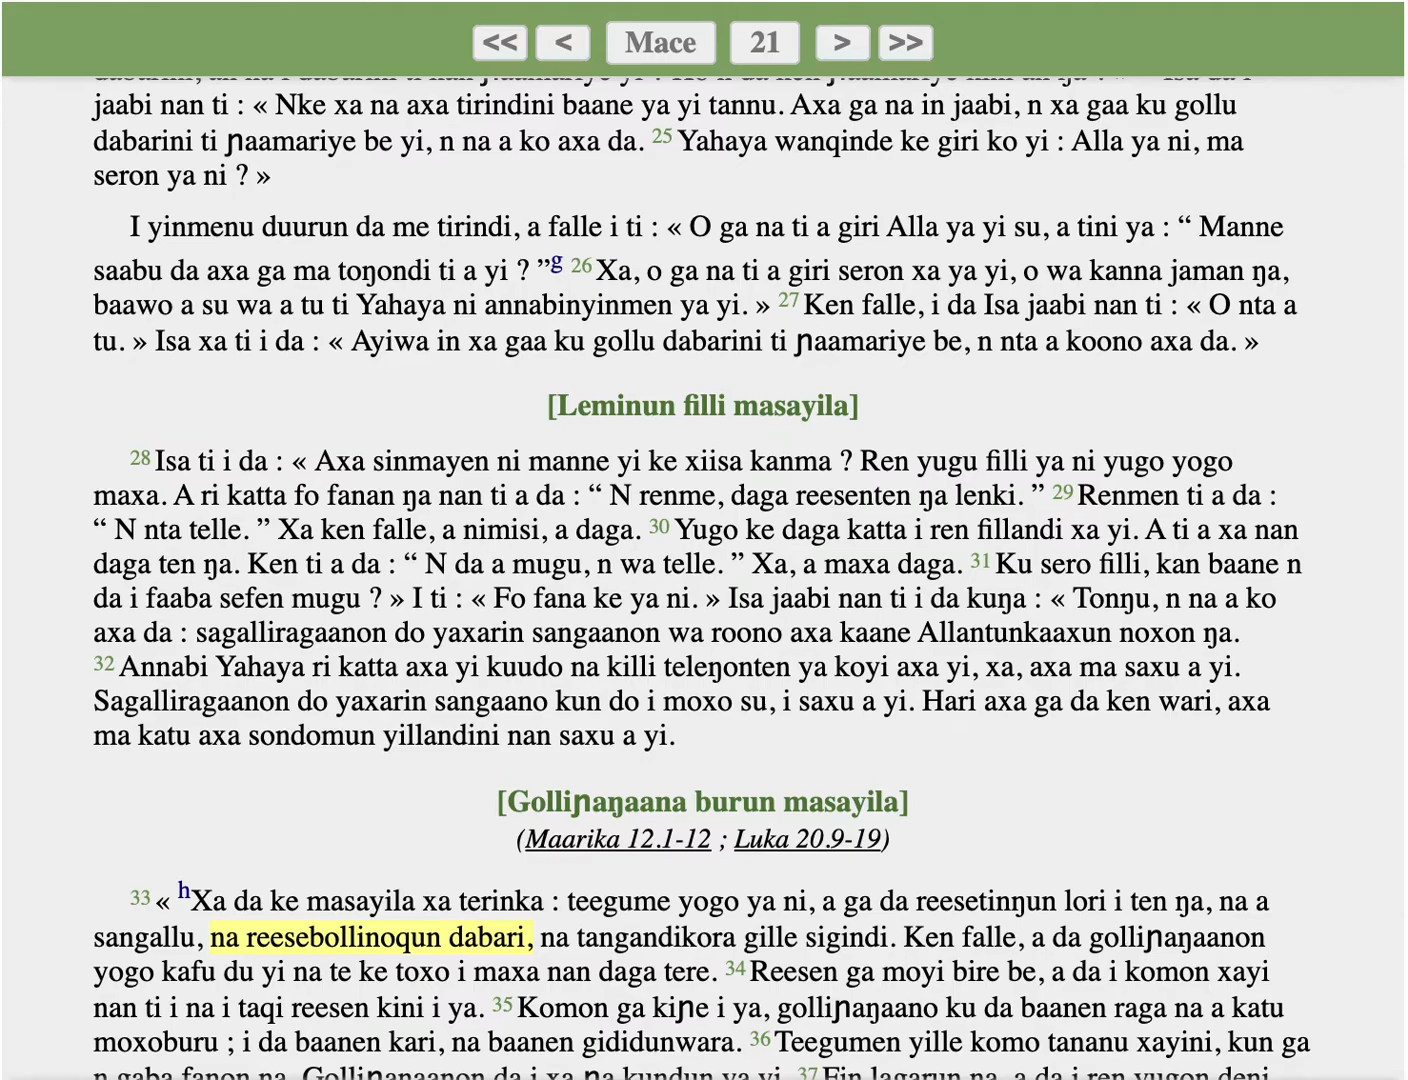 << < Mace 21 > >>
jaabi nan ti : « Nke xa na axa tirindini baane ya yi tannu. Axa ga na in jaabi, n xa gaa ku gollu
dabarini ti ɲaamariye be yi, n na a ko axa da. 25 Yahaya wanqinde ke giri ko yi : Alla ya ni, ma
seron ya ni ? »
I yinmenu duurun da me tirindi, a falle i ti : « O ga na ti a giri Alla ya yi su, a tini ya : “ Manne
saabu da axa ga ma toŋondi ti a yi ? ”g 26 Xa, o ga na ti a giri seron xa ya yi, o wa kanna jaman ŋa,
baawo a su wa a tu ti Yahaya ni annabinyinmen ya yi. » 27 Ken falle, i da Isa jaabi nan ti : « O nta a
tu. » Isa xa ti i da : « Ayiwa in xa gaa ku gollu dabarini ti ɲaamariye be, n nta a koono axa da. »
[Leminun filli masayila]
28 Isa ti i da : « Axa sinmayen ni manne yi ke xiisa kanma ? Ren yugu filli ya ni yugo yogo
maxa. A ri katta fo fanan ŋa nan ti a da : “ N renme, daga reesenten ŋa lenki. ” 29 Renmen ti a da :
“ N nta telle. ” Xa ken falle, a nimisi, a daga. 30 Yugo ke daga katta i ren fillandi xa yi. A ti a xa nan
daga ten ŋa. Ken ti a da : “ N da a mugu, n wa telle. ” Xa, a maxa daga. 31 Ku sero filli, kan baane n
da i faaba sefen mugu ? » I ti : « Fo fana ke ya ni. » Isa jaabi nan ti i da kuŋa : « Tonŋu, n na a ko
axa da : sagalliragaanon do yaxarin sangaanon wa roono axa kaane Allantunkaaxun noxon ŋa.
32 Annabi Yahaya ri katta axa yi kuudo na killi teleŋonten ya koyi axa yi, xa, axa ma saxu a yi.
Sagalliragaanon do yaxarin sangaano kun do i moxo su, i saxu a yi. Hari axa ga da ken wari, axa
ma katu axa sondomun yillandini nan saxu a yi.
[Golliɲaŋaana burun masayila]
(Maarika 12.1-12 ; Luka 20.9-19)
33 « hXa da ke masayila xa terinka : teegume yogo ya ni, a ga da reesetinŋun lori i ten ŋa, na a
sangallu, na reesebollinoqun dabari, na tangandikora gille sigindi. Ken falle, a da golliɲaŋaanon
yogo kafu du yi na te ke toxo i maxa nan daga tere. 34 Reesen ga moyi bire be, a da i komon xayi
nan ti i na i taqi reesen kini i ya. 35 Komon ga kiɲe i ya, golliɲaŋaano ku da baanen raga na a katu
moxoburu ; i da baanen kari, na baanen gididunwara. 36 Teegumen yille komo tananu xayini, kun ga